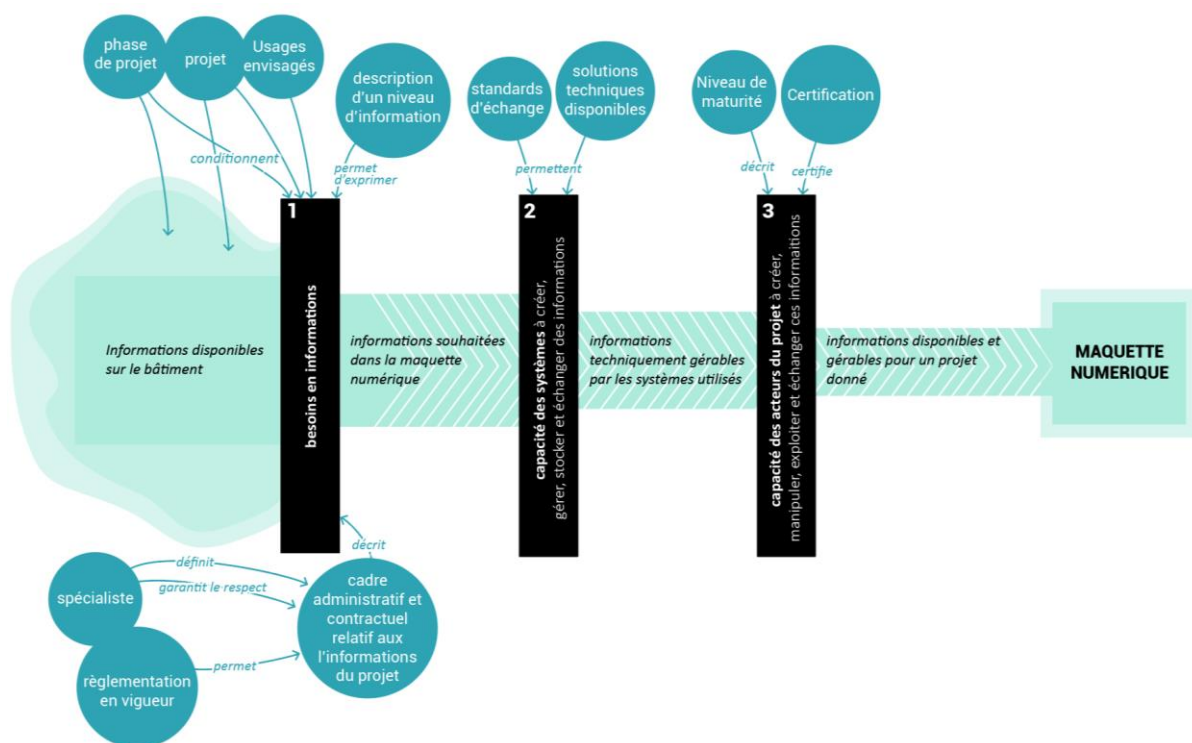 phase
de projet
projet
Usages
envisagés
description
d'un niveau
d'information
standards
d'échange
solutions
techniques
disponibles
Niveau de
maturité
Certification
conditionnent
permet
d'exprimer
permettent
décrit
certifie
1
besoins en informations
2
capacité des systèmes à créer,
gérer, stocker et échanger des informations
3
capacité des acteurs du projet à créer,
manipuler, exploiter et échanger ces informaitions
Informations disponibles
sur le bâtiment
informations souhaitées
dans la maquette
numérique
informations
techniquement gérables
par les systèmes utilisés
informations disponibles et
gérables pour un projet
donné
MAQUETTE
NUMERIQUE
décrit
définit
garantit le respect
spécialiste
cadre
administratif et
contractuel
relatif aux
l'informations
du projet
permet
règlementation
en vigueur